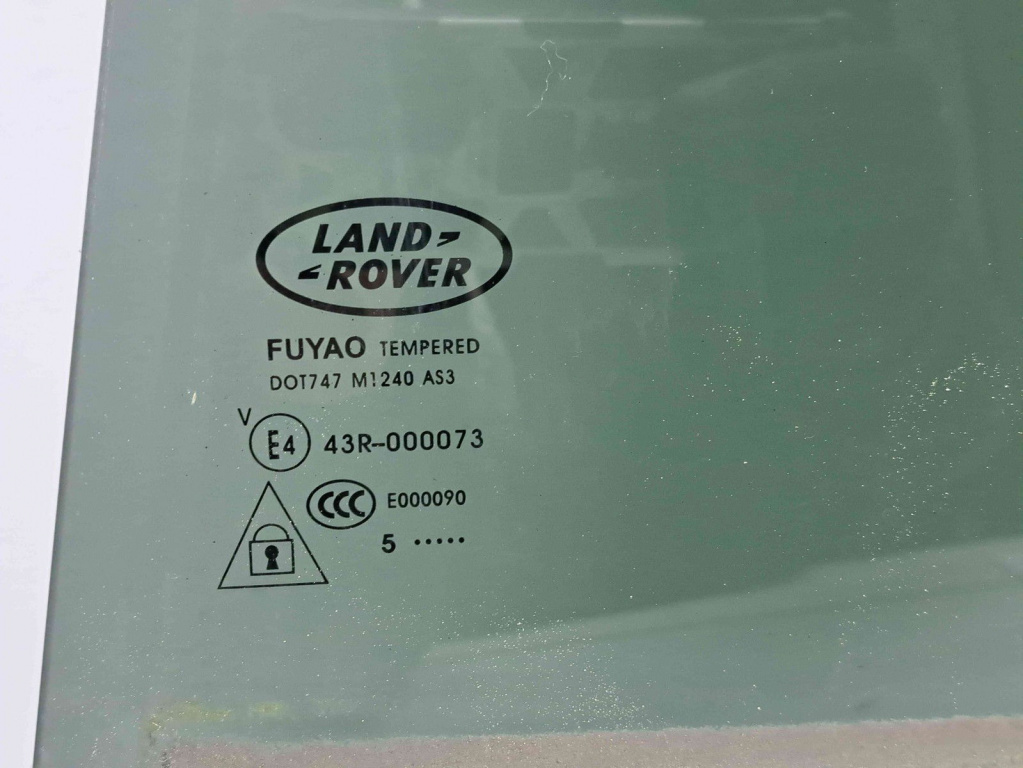 LAND
ROVER
FUYAO TEMPERED
DOT747 M1240 AS3
V
E4 43R-000073
CCC E000090
5 •••••